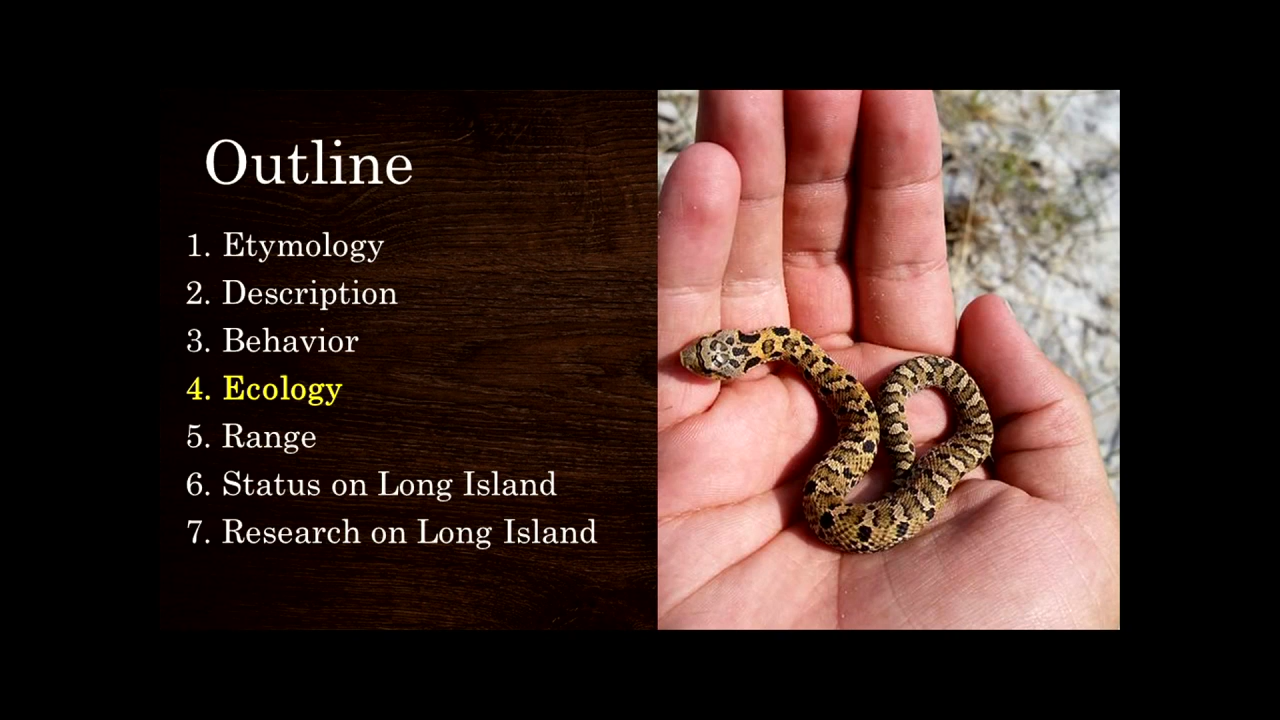 Outline
1. Etymology
2. Description
3. Behavior
4. Ecology
5. Range
6. Status on Long Island
7. Research on Long Island